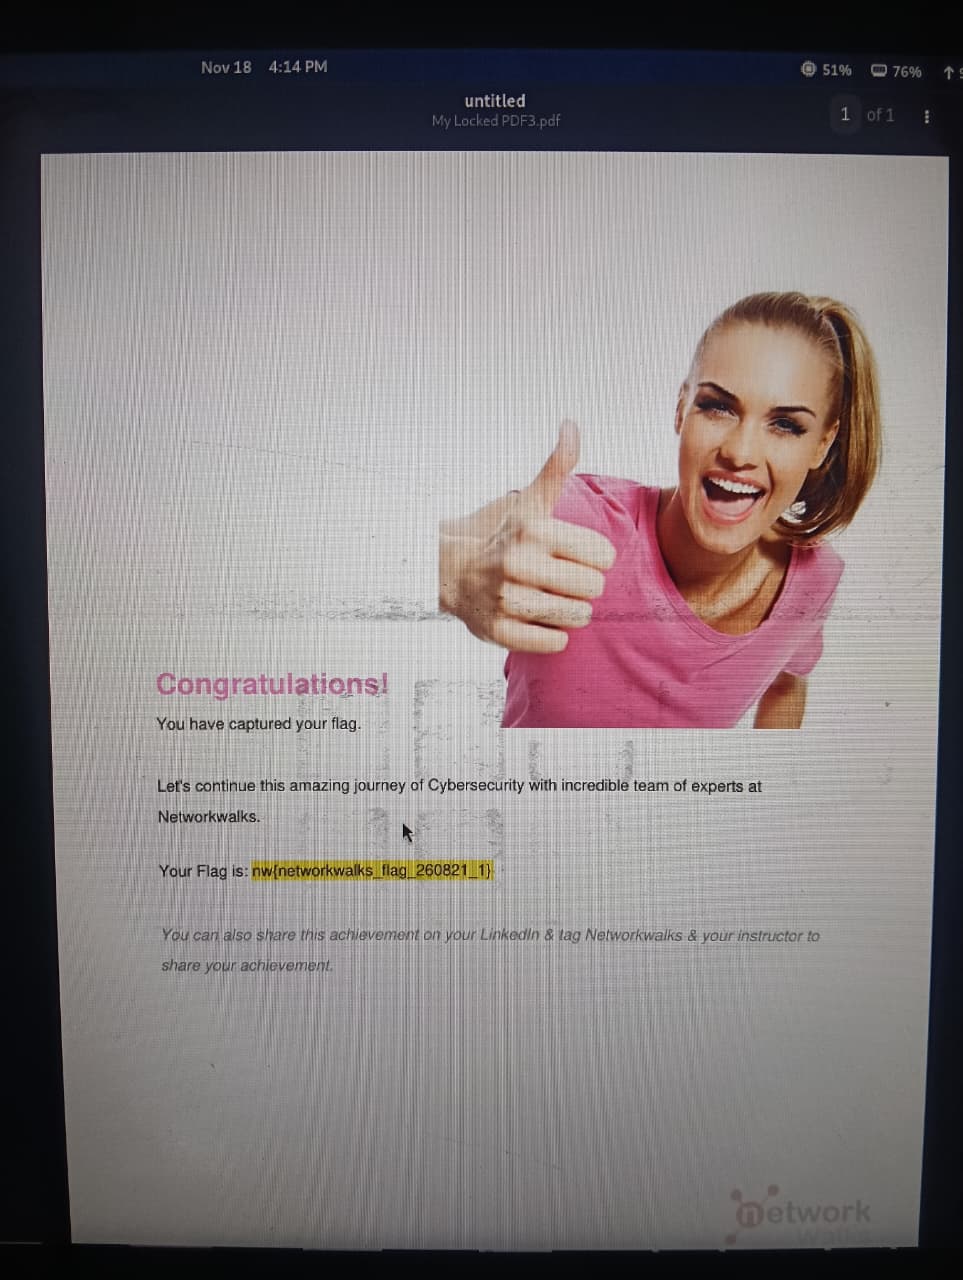 Nov 18 4:14 PM
51% 76%
untitled
My Locked PDF3.pdf
1 of 1
Congratulations!
You have captured your flag.
Let's continue this amazing journey of Cybersecurity with incredible team of experts at
Networkwalks.
Your Flag is: nw{networkwalks_flag_260821_1}
You can also share this achievement on your LinkedIn & tag Networkwalks & your instructor to
share your achievement.
network
Walks